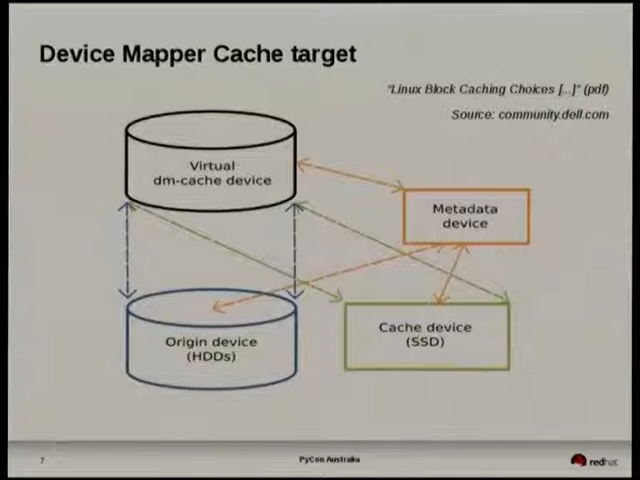 Device Mapper Cache target
"Linux Block Caching Choices [...]" (pdf)
Source: community.dell.com
Virtual
dm-cache device
Metadata
device
Origin device
(HDDs)
Cache device
(SSD)
7
PyCon Australia
redhat